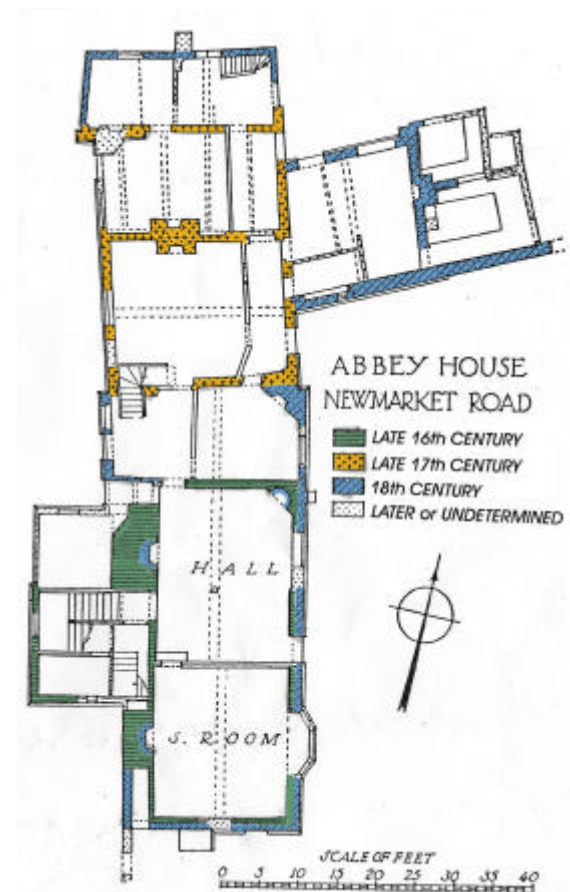 ABBEY HOUSE
NEWMARKET ROAD
LATE 16th CENTURY
LATE 17th CENTURY
18th CENTURY
LATER or UNDETERMINED
HALL
S. ROOM
SCALE OF FEET
0 5 10 15 20 25 30 35 40